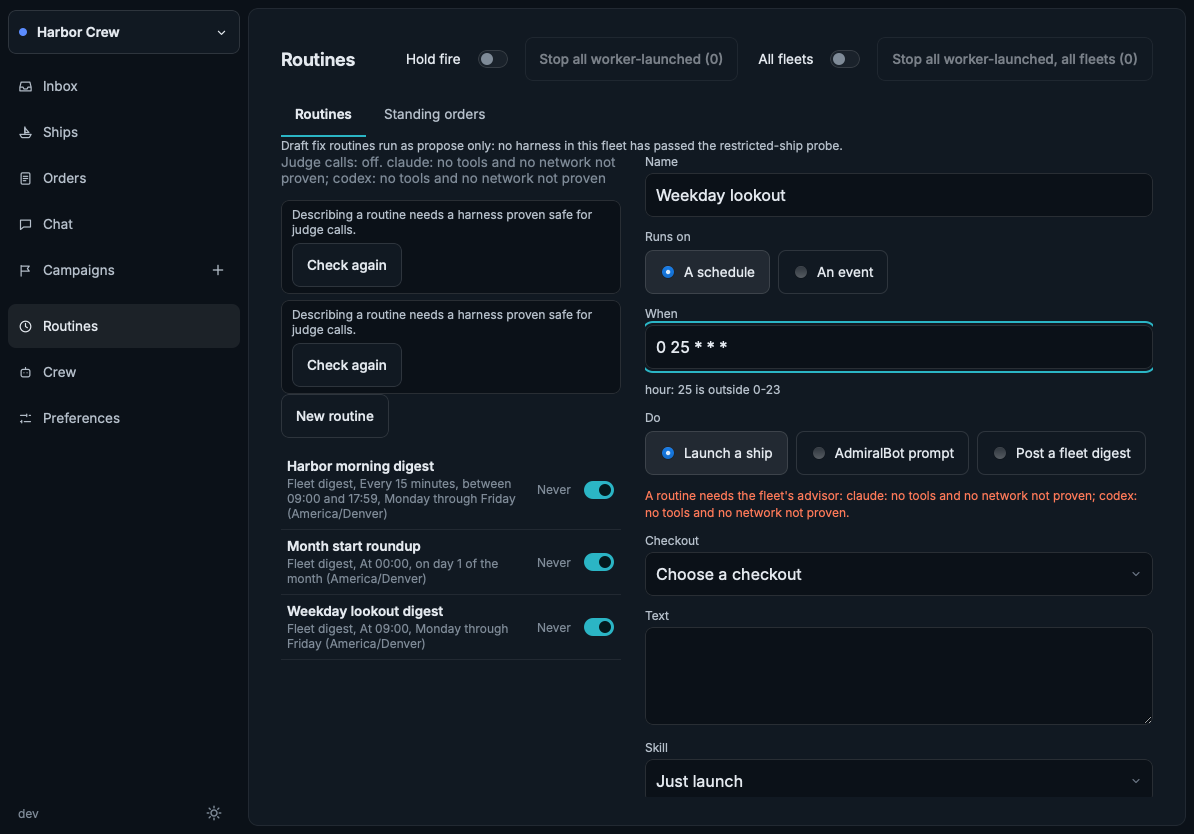 Harbor Crew
Inbox
Ships
Orders
Chat
Campaigns
Routines
Crew
Preferences
dev
Routines
Hold fire
Stop all worker-launched (0)
All fleets
Stop all worker-launched, all fleets (0)
Routines
Standing orders
Draft fix routines run as propose only: no harness in this fleet has passed the restricted-ship probe.
Judge calls: off. claude: no tools and no network not
proven; codex: no tools and no network not proven
Describing a routine needs a harness proven safe for
judge calls.
Check again
Describing a routine needs a harness proven safe for
judge calls.
Check again
New routine
Harbor morning digest
Fleet digest, Every 15 minutes, between
09:00 and 17:59, Monday through Friday
(America/Denver)
Never
Month start roundup
Fleet digest, At 00:00, on day 1 of the
month (America/Denver)
Never
Weekday lookout digest
Fleet digest, At 09:00, Monday through
Friday (America/Denver)
Never
Name
Weekday lookout
Runs on
A schedule
An event
When
0 25 * * *
hour: 25 is outside 0-23
Do
Launch a ship
AdmiralBot prompt
Post a fleet digest
A routine needs the fleet's advisor: claude: no tools and no network not proven; codex:
no tools and no network not proven.
Checkout
Choose a checkout
Text
Skill
Just launch